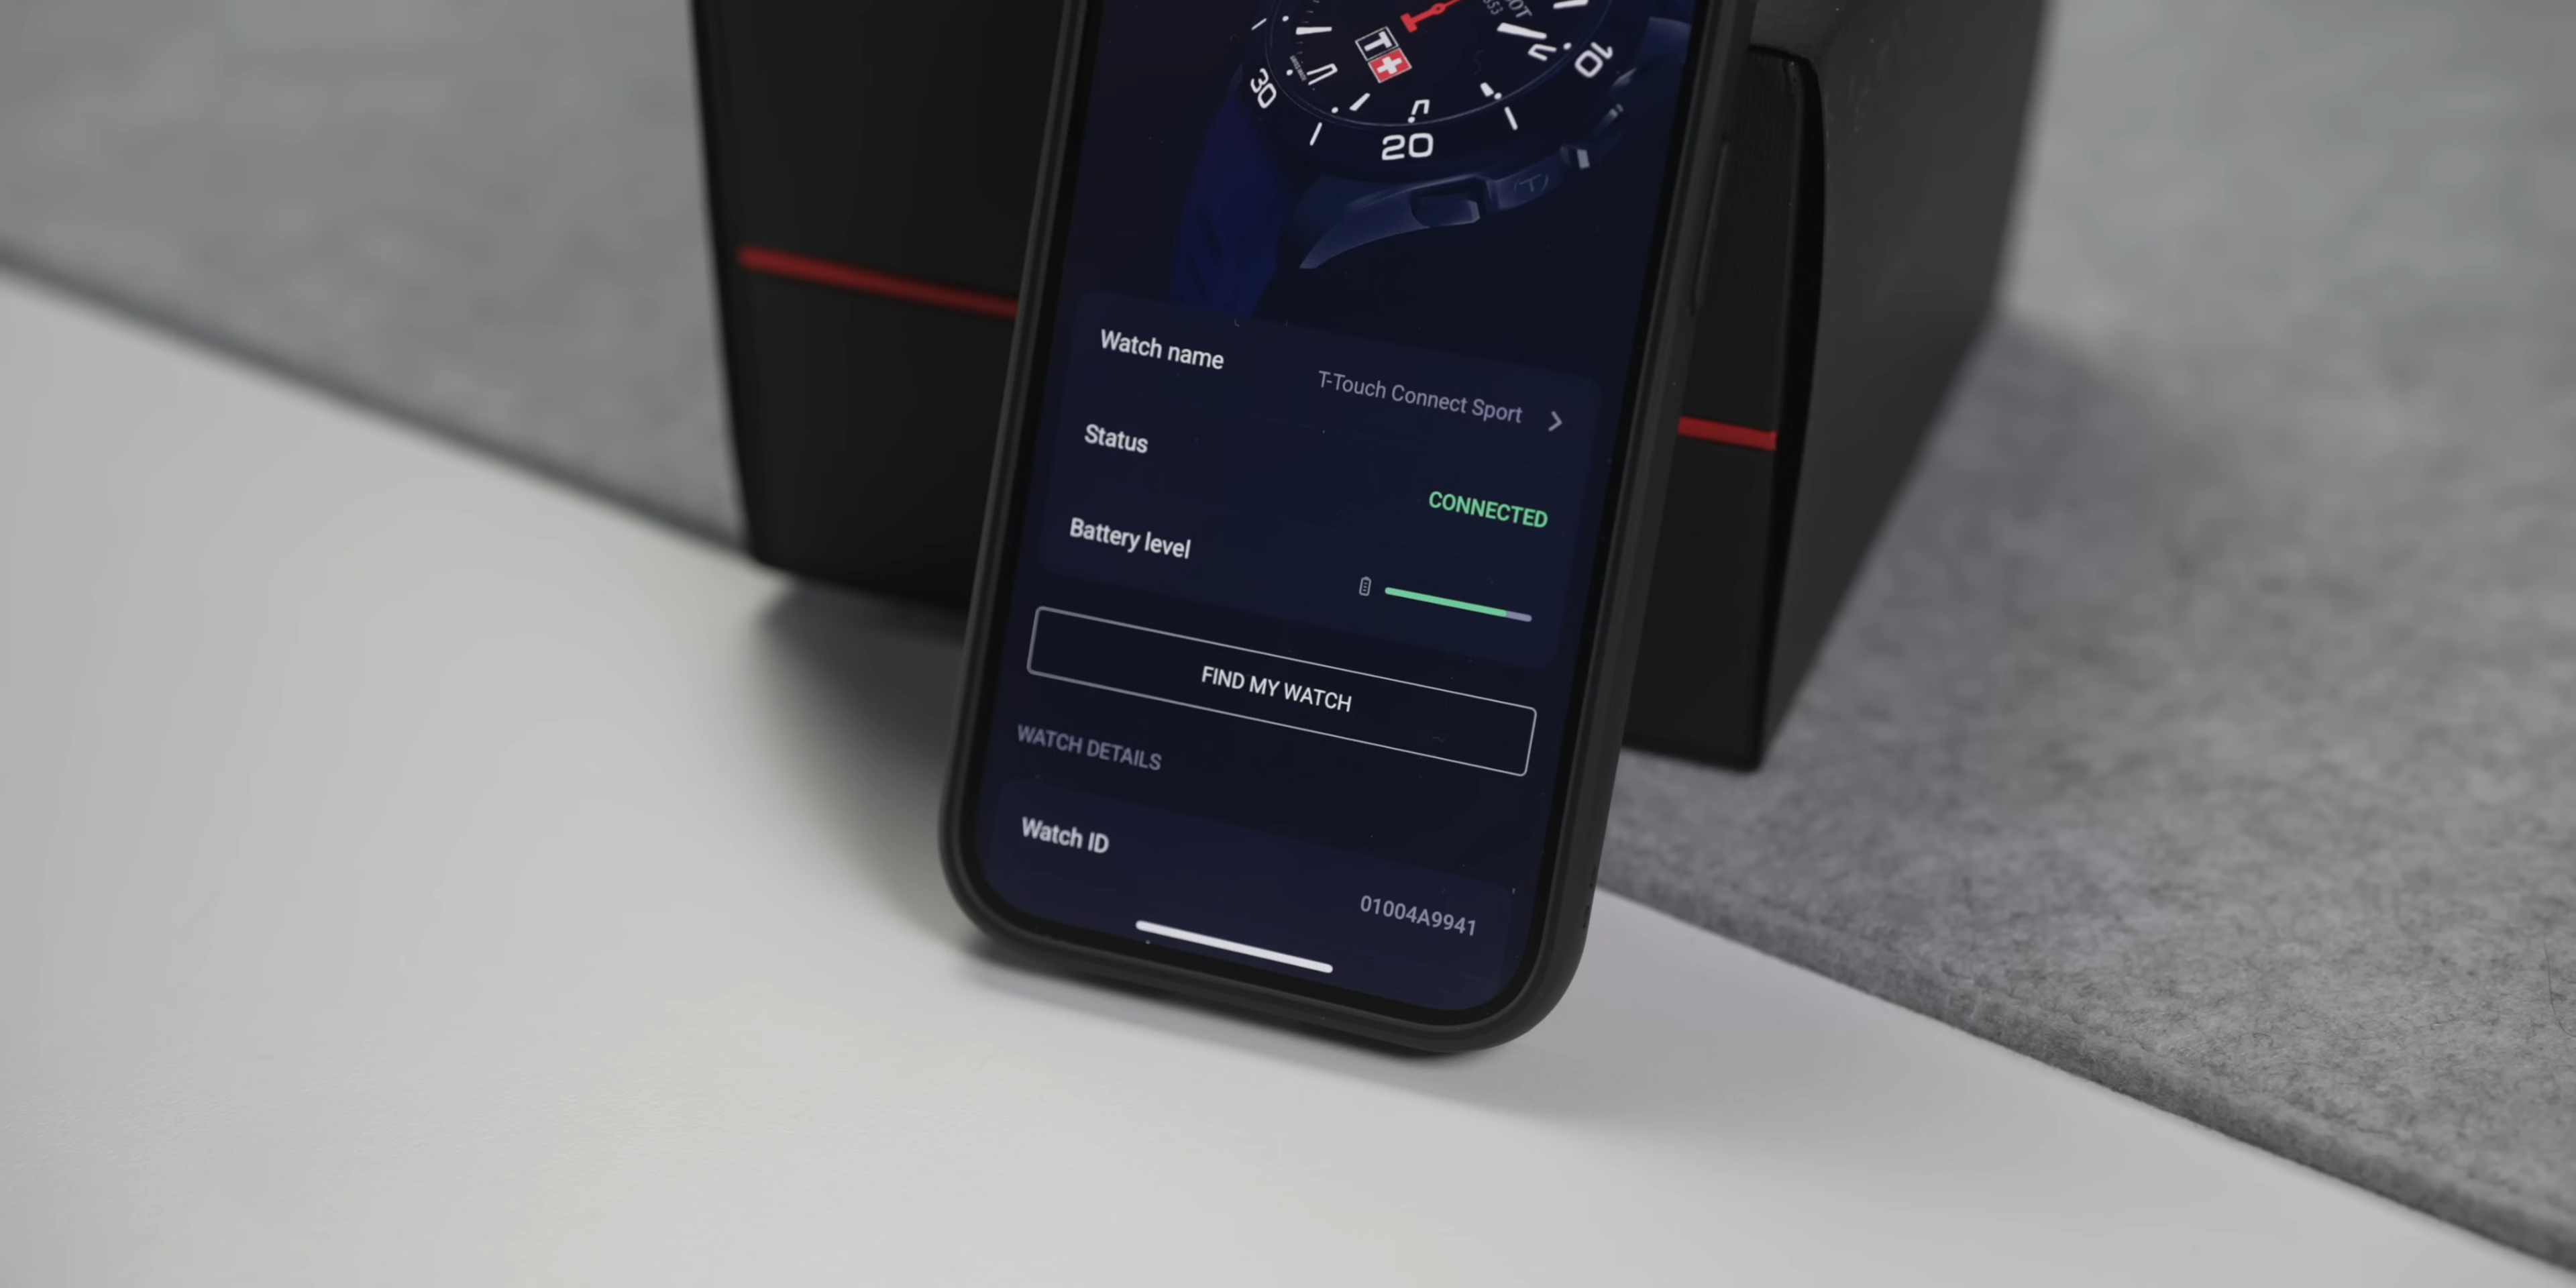 10
30
20
Watch name
T-Touch Connect Sport
Status
CONNECTED
Battery level
FIND MY WATCH
WATCH DETAILS
Watch ID
01004A9941